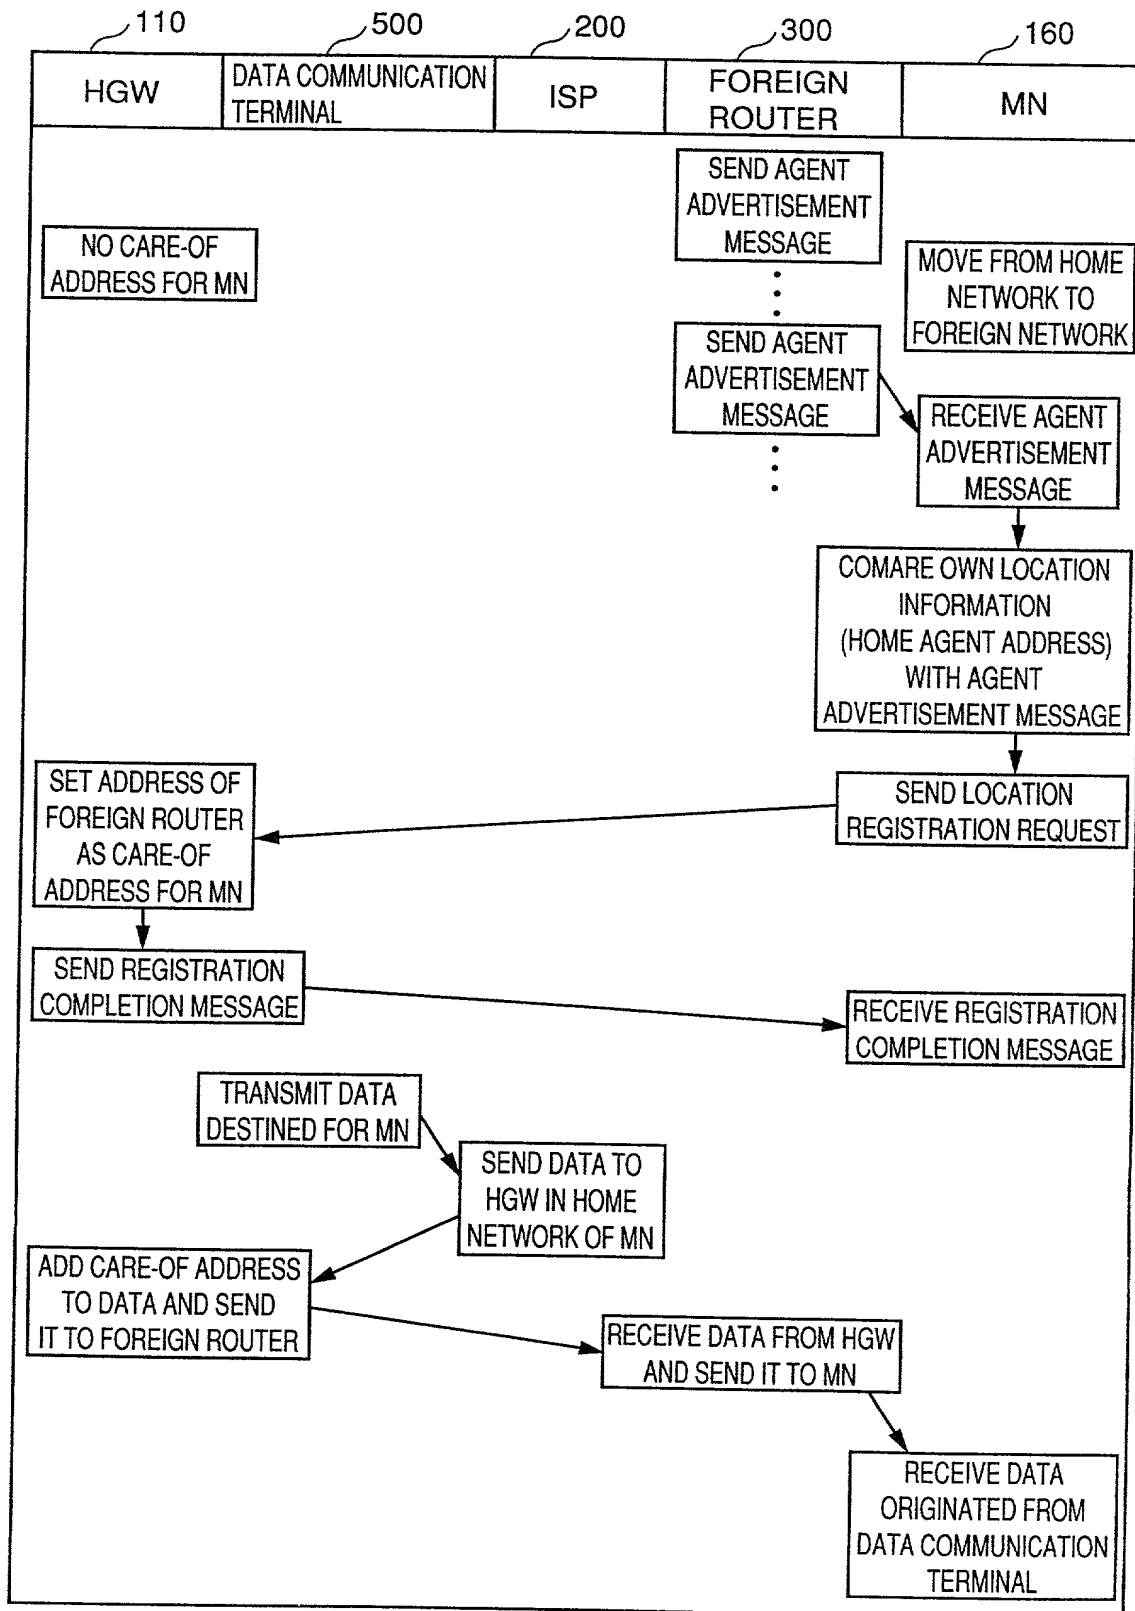 110
500
200
300
160
HGW
DATA COMMUNICATION
TERMINAL
ISP
FOREIGN
ROUTER
MN
SEND AGENT
ADVERTISEMENT
MESSAGE
NO CARE-OF
ADDRESS FOR MN
MOVE FROM HOME
NETWORK TO
FOREIGN NETWORK
SEND AGENT
ADVERTISEMENT
MESSAGE
RECEIVE AGENT
ADVERTISEMENT
MESSAGE
COMARE OWN LOCATION
INFORMATION
(HOME AGENT ADDRESS)
WITH AGENT
ADVERTISEMENT MESSAGE
SEND LOCATION
REGISTRATION REQUEST
SET ADDRESS OF
FOREIGN ROUTER
AS CARE-OF
ADDRESS FOR MN
SEND REGISTRATION
COMPLETION MESSAGE
RECEIVE REGISTRATION
COMPLETION MESSAGE
TRANSMIT DATA
DESTINED FOR MN
SEND DATA TO
HGW IN HOME
NETWORK OF MN
ADD CARE-OF ADDRESS
TO DATA AND SEND
IT TO FOREIGN ROUTER
RECEIVE DATA FROM HGW
AND SEND IT TO MN
RECEIVE DATA
ORIGINATED FROM
DATA COMMUNICATION
TERMINAL